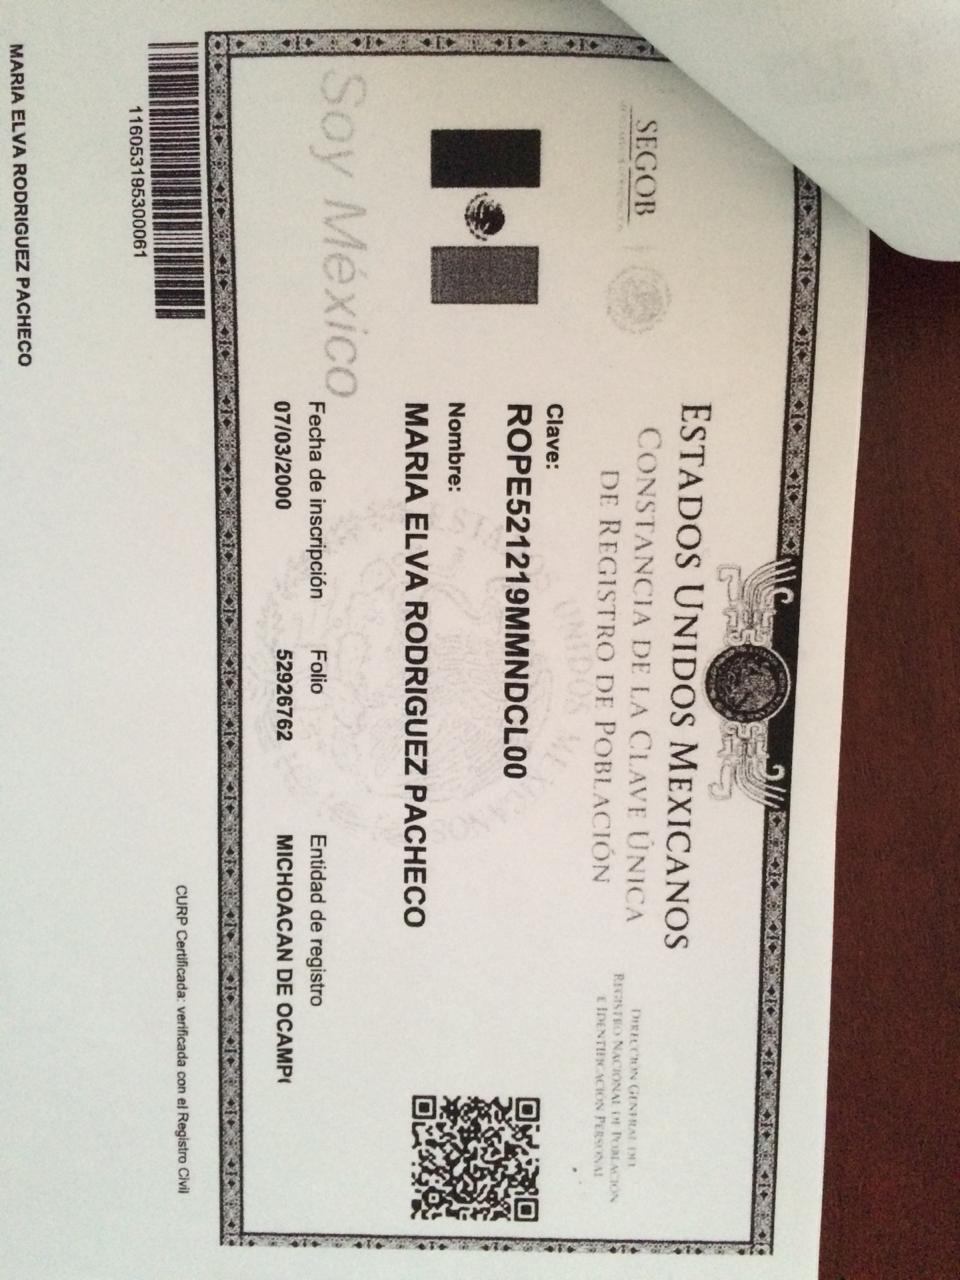 ESTADOS UNIDOS MEXICANOS
SEGOB
CONSTANCIA DE LA CLAVE ÚNICA
DE REGISTRO DE POBLACIÓN
DIRECCIÓN GENERAL DEL
REGISTRO NACIONAL DE POBLACIÓN
E IDENTIFICACIÓN PERSONAL
ESTADOS UNIDOS MEXICANOS
Clave:
ROPE521219MMNDCL00
Nombre:
MARIA ELVA RODRIGUEZ PACHECO
Soy México
Fecha de inscripción Folio Entidad de registro
07/03/2000 52926762 MICHOACAN DE OCAMP
CURP Certificada: verificada con el Registro Civil
116053195300061
MARIA ELVA RODRIGUEZ PACHECO